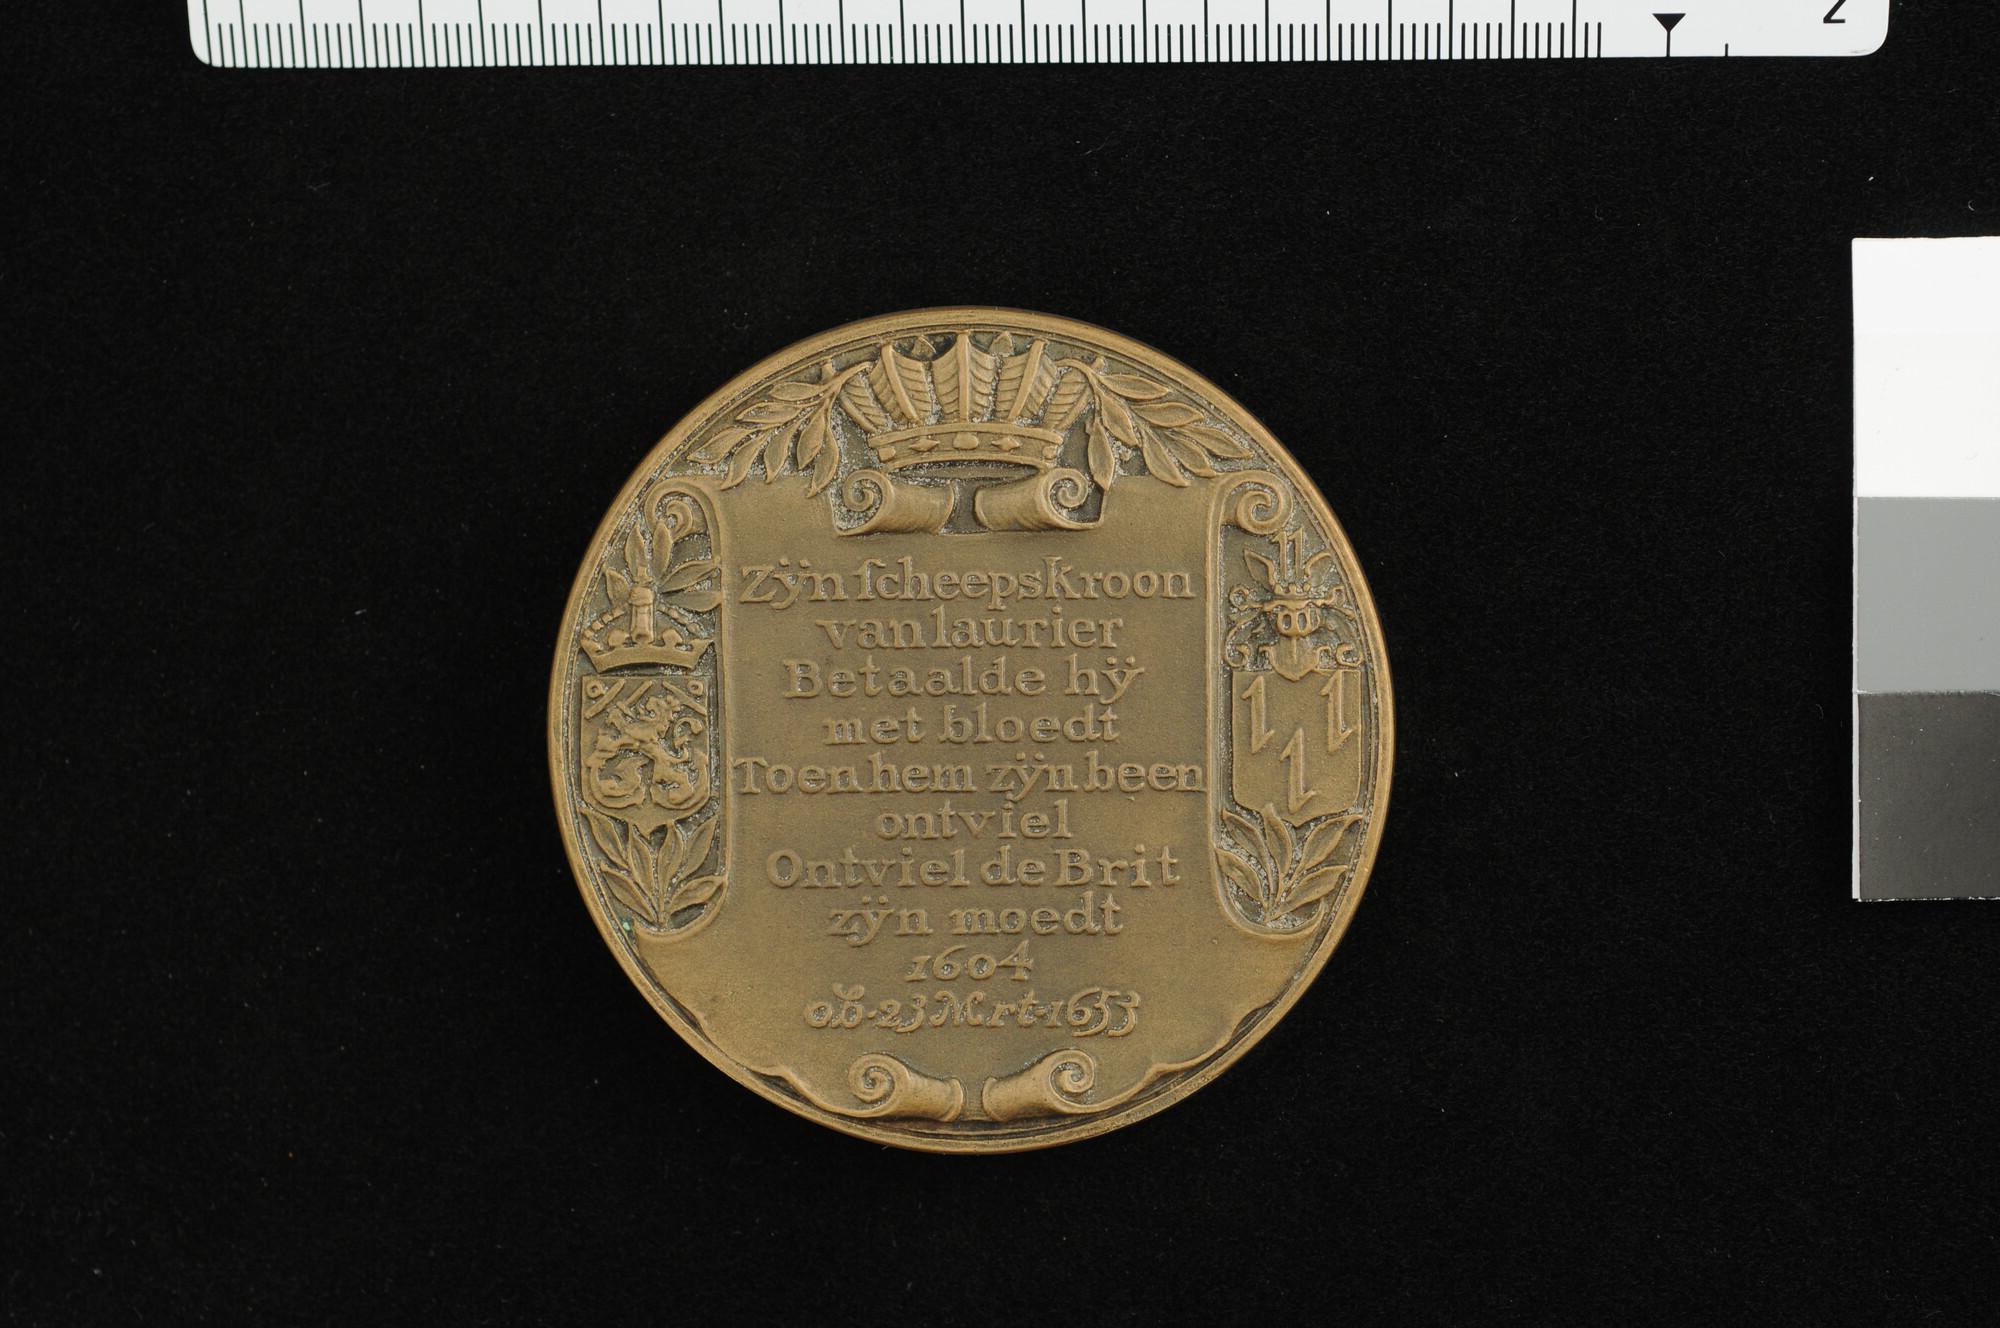 2
Zÿn ſcheepskroon
van laurier
Betaalde hÿ
met bloedt
Toen hem zÿn been
ontviel
Ontviel de Brit
zÿn moedt
1604
ob·23 Mrt·1653